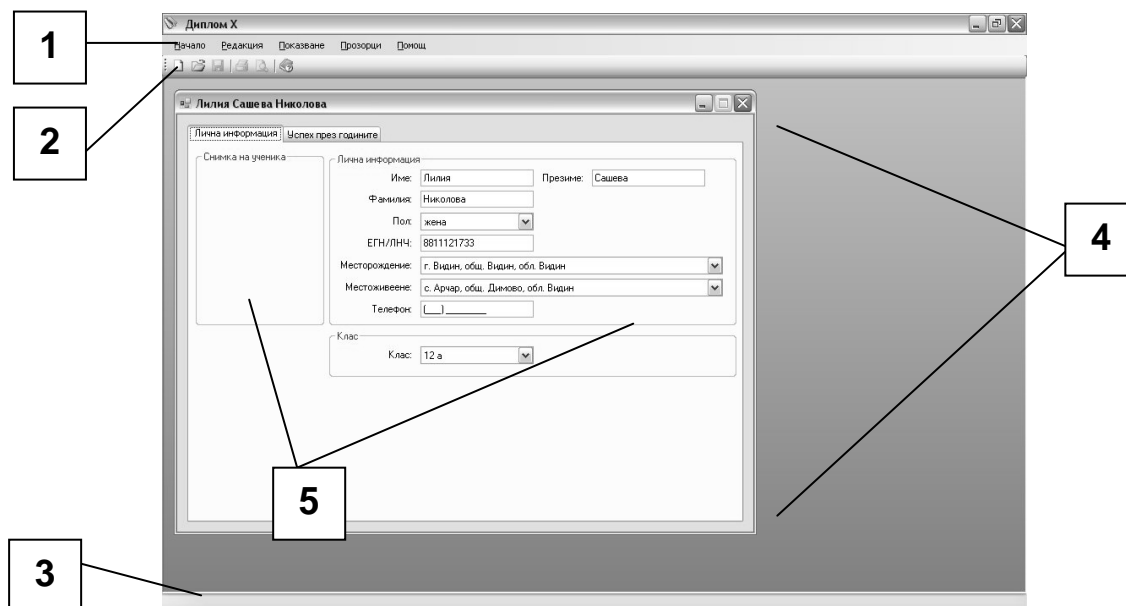 Диплом X
1
Начало Редакция Показване Прозорци Помощ
2
Лилия Сашева Николова
Лична информация Успех през годините
Снимка на ученика Лична информация
Име: Лилия Презиме: Сашева
Фамилия: Николова
Пол: жена
4
ЕГН/ЛНЧ: 8811121733
Месторождение: г. Видин, общ. Видин, обл. Видин
Местоживеене: с. Арчар, общ. Димово, обл. Видин
Телефон: (___) _______
Клас
Клас: 12 а
5
3